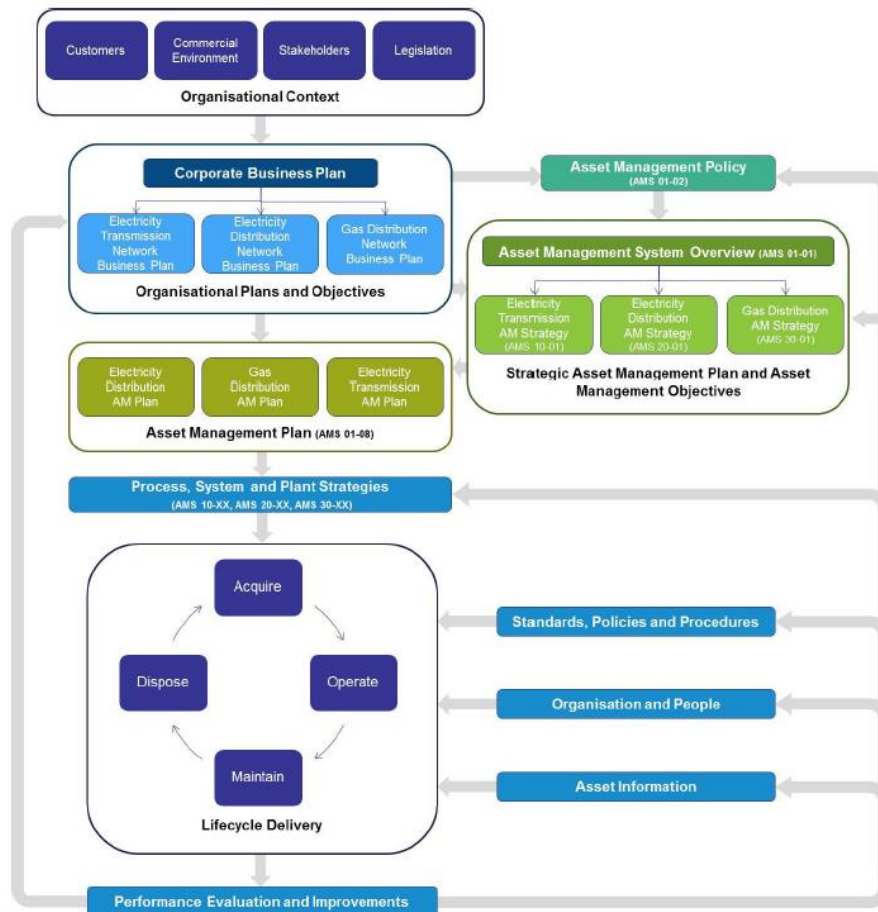 Customers
Commercial
Environment
Stakeholders
Legislation
Organisational Context
Corporate Business Plan
Electricity
Transmission
Network
Business Plan
Electricity
Distribution
Network
Business Plan
Gas Distribution
Network
Business Plan
Organisational Plans and Objectives
Asset Management Policy
(AMS 01-02)
Asset Management System Overview (AMS 01-01)
Electricity
Transmission
AM Strategy
(AMS 10-01)
Electricity
Distribution
AM Strategy
(AMS 20-01)
Gas Distribution
AM Strategy
(AMS 30-01)
Strategic Asset Management Plan and Asset
Management Objectives
Electricity
Distribution
AM Plan
Gas
Distribution
AM Plan
Electricity
Transmission
AM Plan
Asset Management Plan (AMS 01-08)
Process, System and Plant Strategies
(AMS 10-XX, AMS 20-XX, AMS 30-XX)
Acquire
Dispose
Operate
Maintain
Lifecycle Delivery
Standards, Policies and Procedures
Organisation and People
Asset Information
Performance Evaluation and Improvements